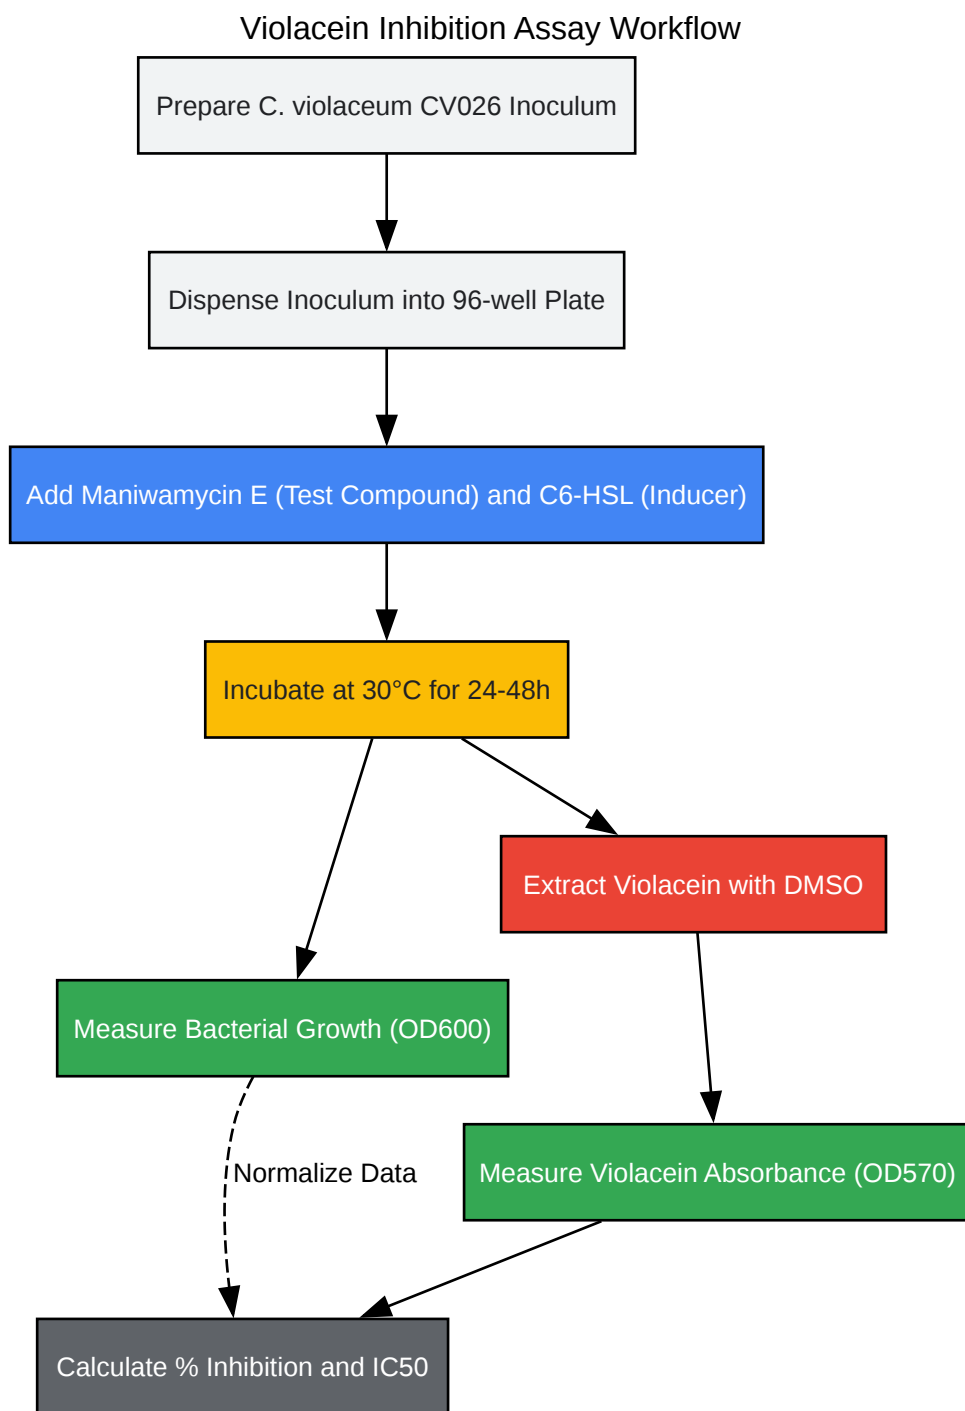 Violacein Inhibition Assay Workflow
Prepare C. violaceum CV026 Inoculum
Dispense Inoculum into 96-well Plate
Add Maniwamycin E (Test Compound) and C6-HSL (Inducer)
Incubate at 30°C for 24-48h
Extract Violacein with DMSO
Measure Bacterial Growth (OD600)
Normalize Data
Measure Violacein Absorbance (OD570)
Calculate % Inhibition and IC50